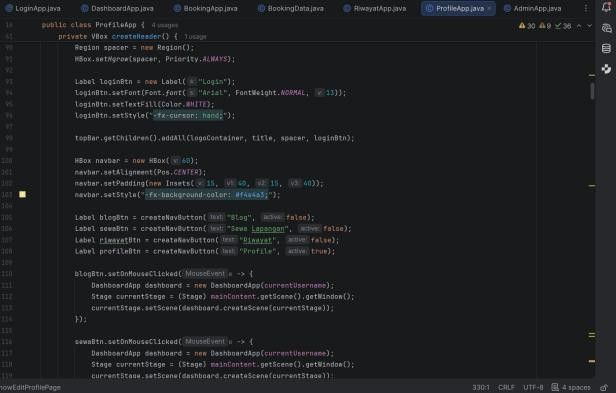 LoginApp.java DashboardApp.java BookingApp.java BookingData.java RiwayatApp.java ProfileApp.java × AdminApp.java
16 public class ProfileApp { 4 usages 30 9 36
61 private VBox createHeader() { 1 usage
90 Region spacer = new Region();
91 HBox.setHgrow(spacer, Priority.ALWAYS);
92
93 Label loginBtn = new Label( s: "Login");
94 loginBtn.setFont(Font.font( s: "Arial", FontWeight.NORMAL, v: 13));
95 loginBtn.setTextFill(Color.WHITE);
96 loginBtn.setStyle("-fx-cursor: hand;");
97
98 topBar.getChildren().addAll(logoContainer, title, spacer, loginBtn);
99
100 HBox navbar = new HBox( v: 60);
101 navbar.setAlignment(Pos.CENTER);
102 navbar.setPadding(new Insets( v: 15, v1: 40, v2: 15, v3: 40));
103 navbar.setStyle("-fx-background-color: #f4a4a3;");
104
105 Label blogBtn = createNavButton( text: "Blog", active: false);
106 Label sewaBtn = createNavButton( text: "Sewa Lapangan", active: false);
107 Label riwayatBtn = createNavButton( text: "Riwayat", active: false);
108 Label profileBtn = createNavButton( text: "Profile", active: true);
109
110 blogBtn.setOnMouseClicked( MouseEvent e -> {
111 DashboardApp dashboard = new DashboardApp(currentUsername);
112 Stage currentStage = (Stage) mainContent.getScene().getWindow();
113 currentStage.setScene(dashboard.createScene(currentStage));
114 });
115
116 sewaBtn.setOnMouseClicked( MouseEvent e -> {
117 DashboardApp dashboard = new DashboardApp(currentUsername);
118 Stage currentStage = (Stage) mainContent.getScene().getWindow();
119 currentStage.setScene(dashboard.createScene(currentStage));
howEditProfilePage 330:1 CRLF UTF-8 4 spaces